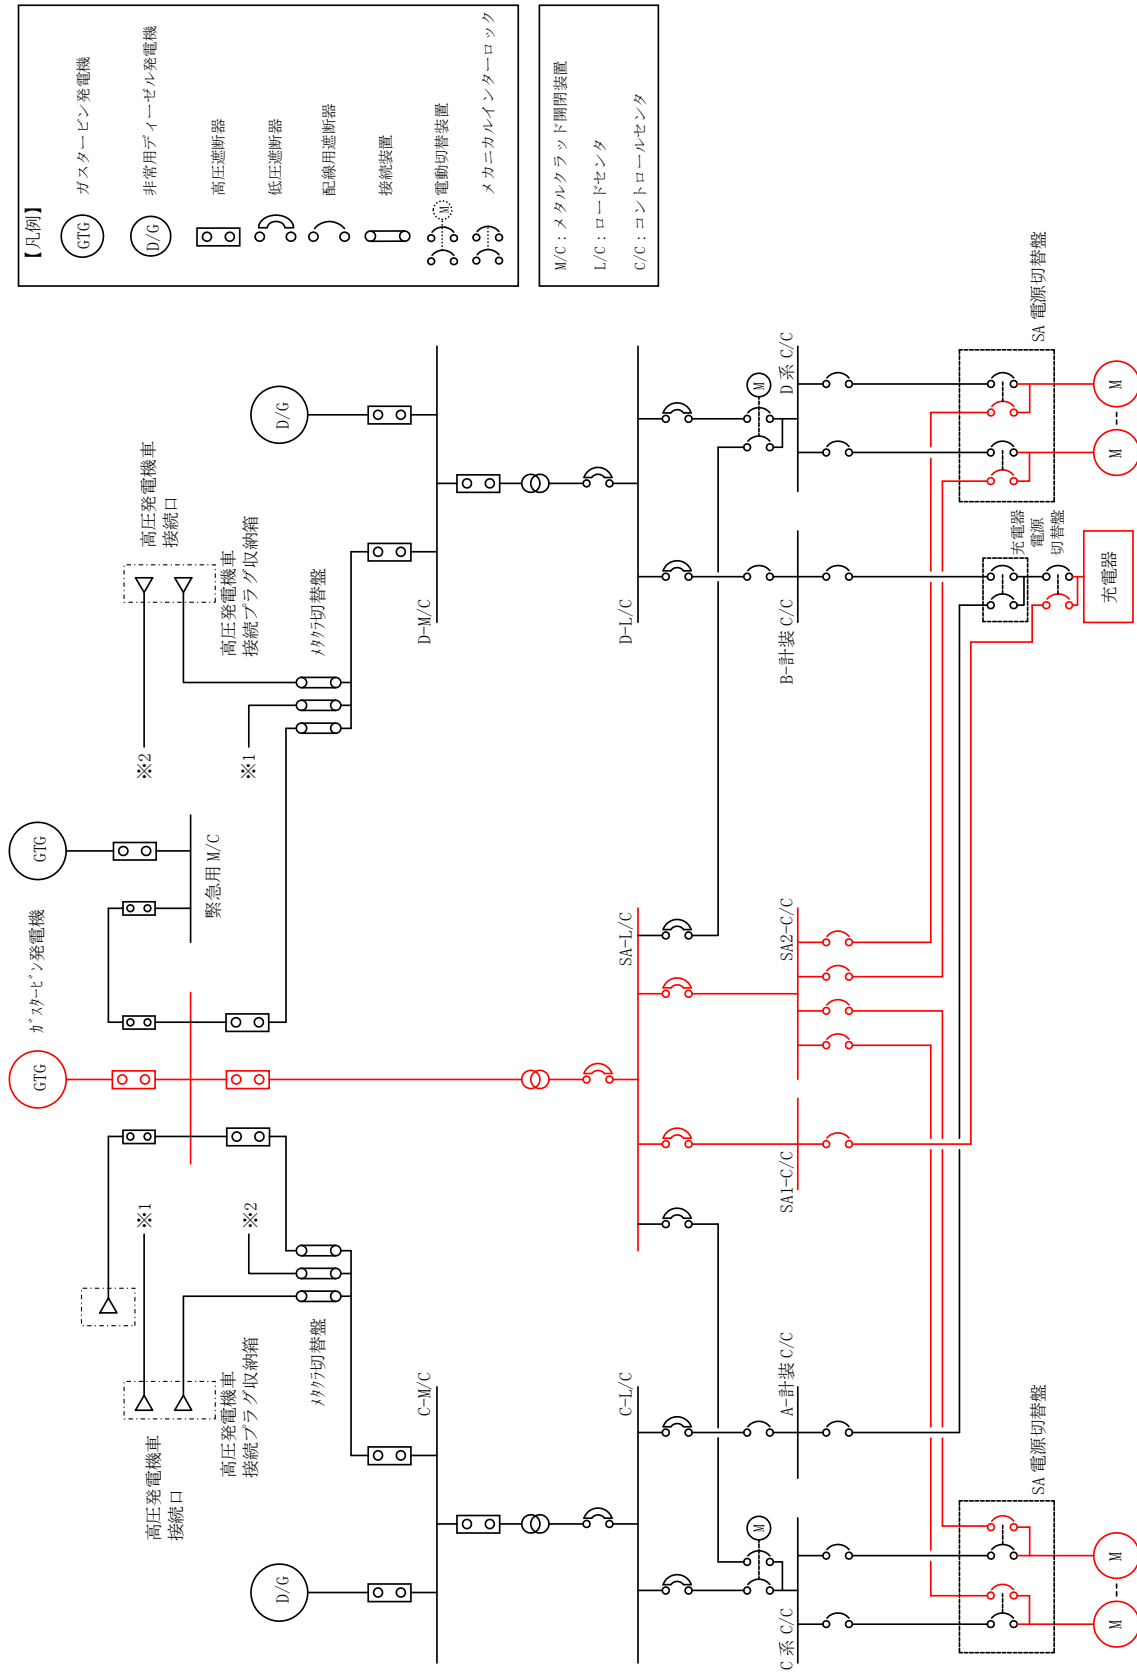 【凡例】
GTG
ガスタービン発電機
D/G
非常用ディーゼル発電機
高圧遮断器
低圧遮断器
配線用遮断器
接続装置
M
電動切替装置
メカニカルインターロック
M/C：メタルクラッド開閉装置
L/C：ロードセンタ
C/C：コントロールセンタ
GTG
ｶﾞｽﾀｰﾋﾞﾝ発電機
GTG
緊急用 M/C
高圧発電機車
接続口
※1
※2
高圧発電機車
接続プラグ収納箱
ﾒﾀｸﾗ切替盤
高圧発電機車
接続口
※2
※1
高圧発電機車
接続プラグ収納箱
ﾒﾀｸﾗ切替盤
D/G
D/G
C-M/C
D-M/C
C-L/C
SA-L/C
D-L/C
M
M
C 系 C/C
A-計装 C/C
SA1-C/C
SA2-C/C
B-計装 C/C
D 系 C/C
SA 電源切替盤
充電器
電源
切替盤
SA 電源切替盤
M
M
充電器
M
M